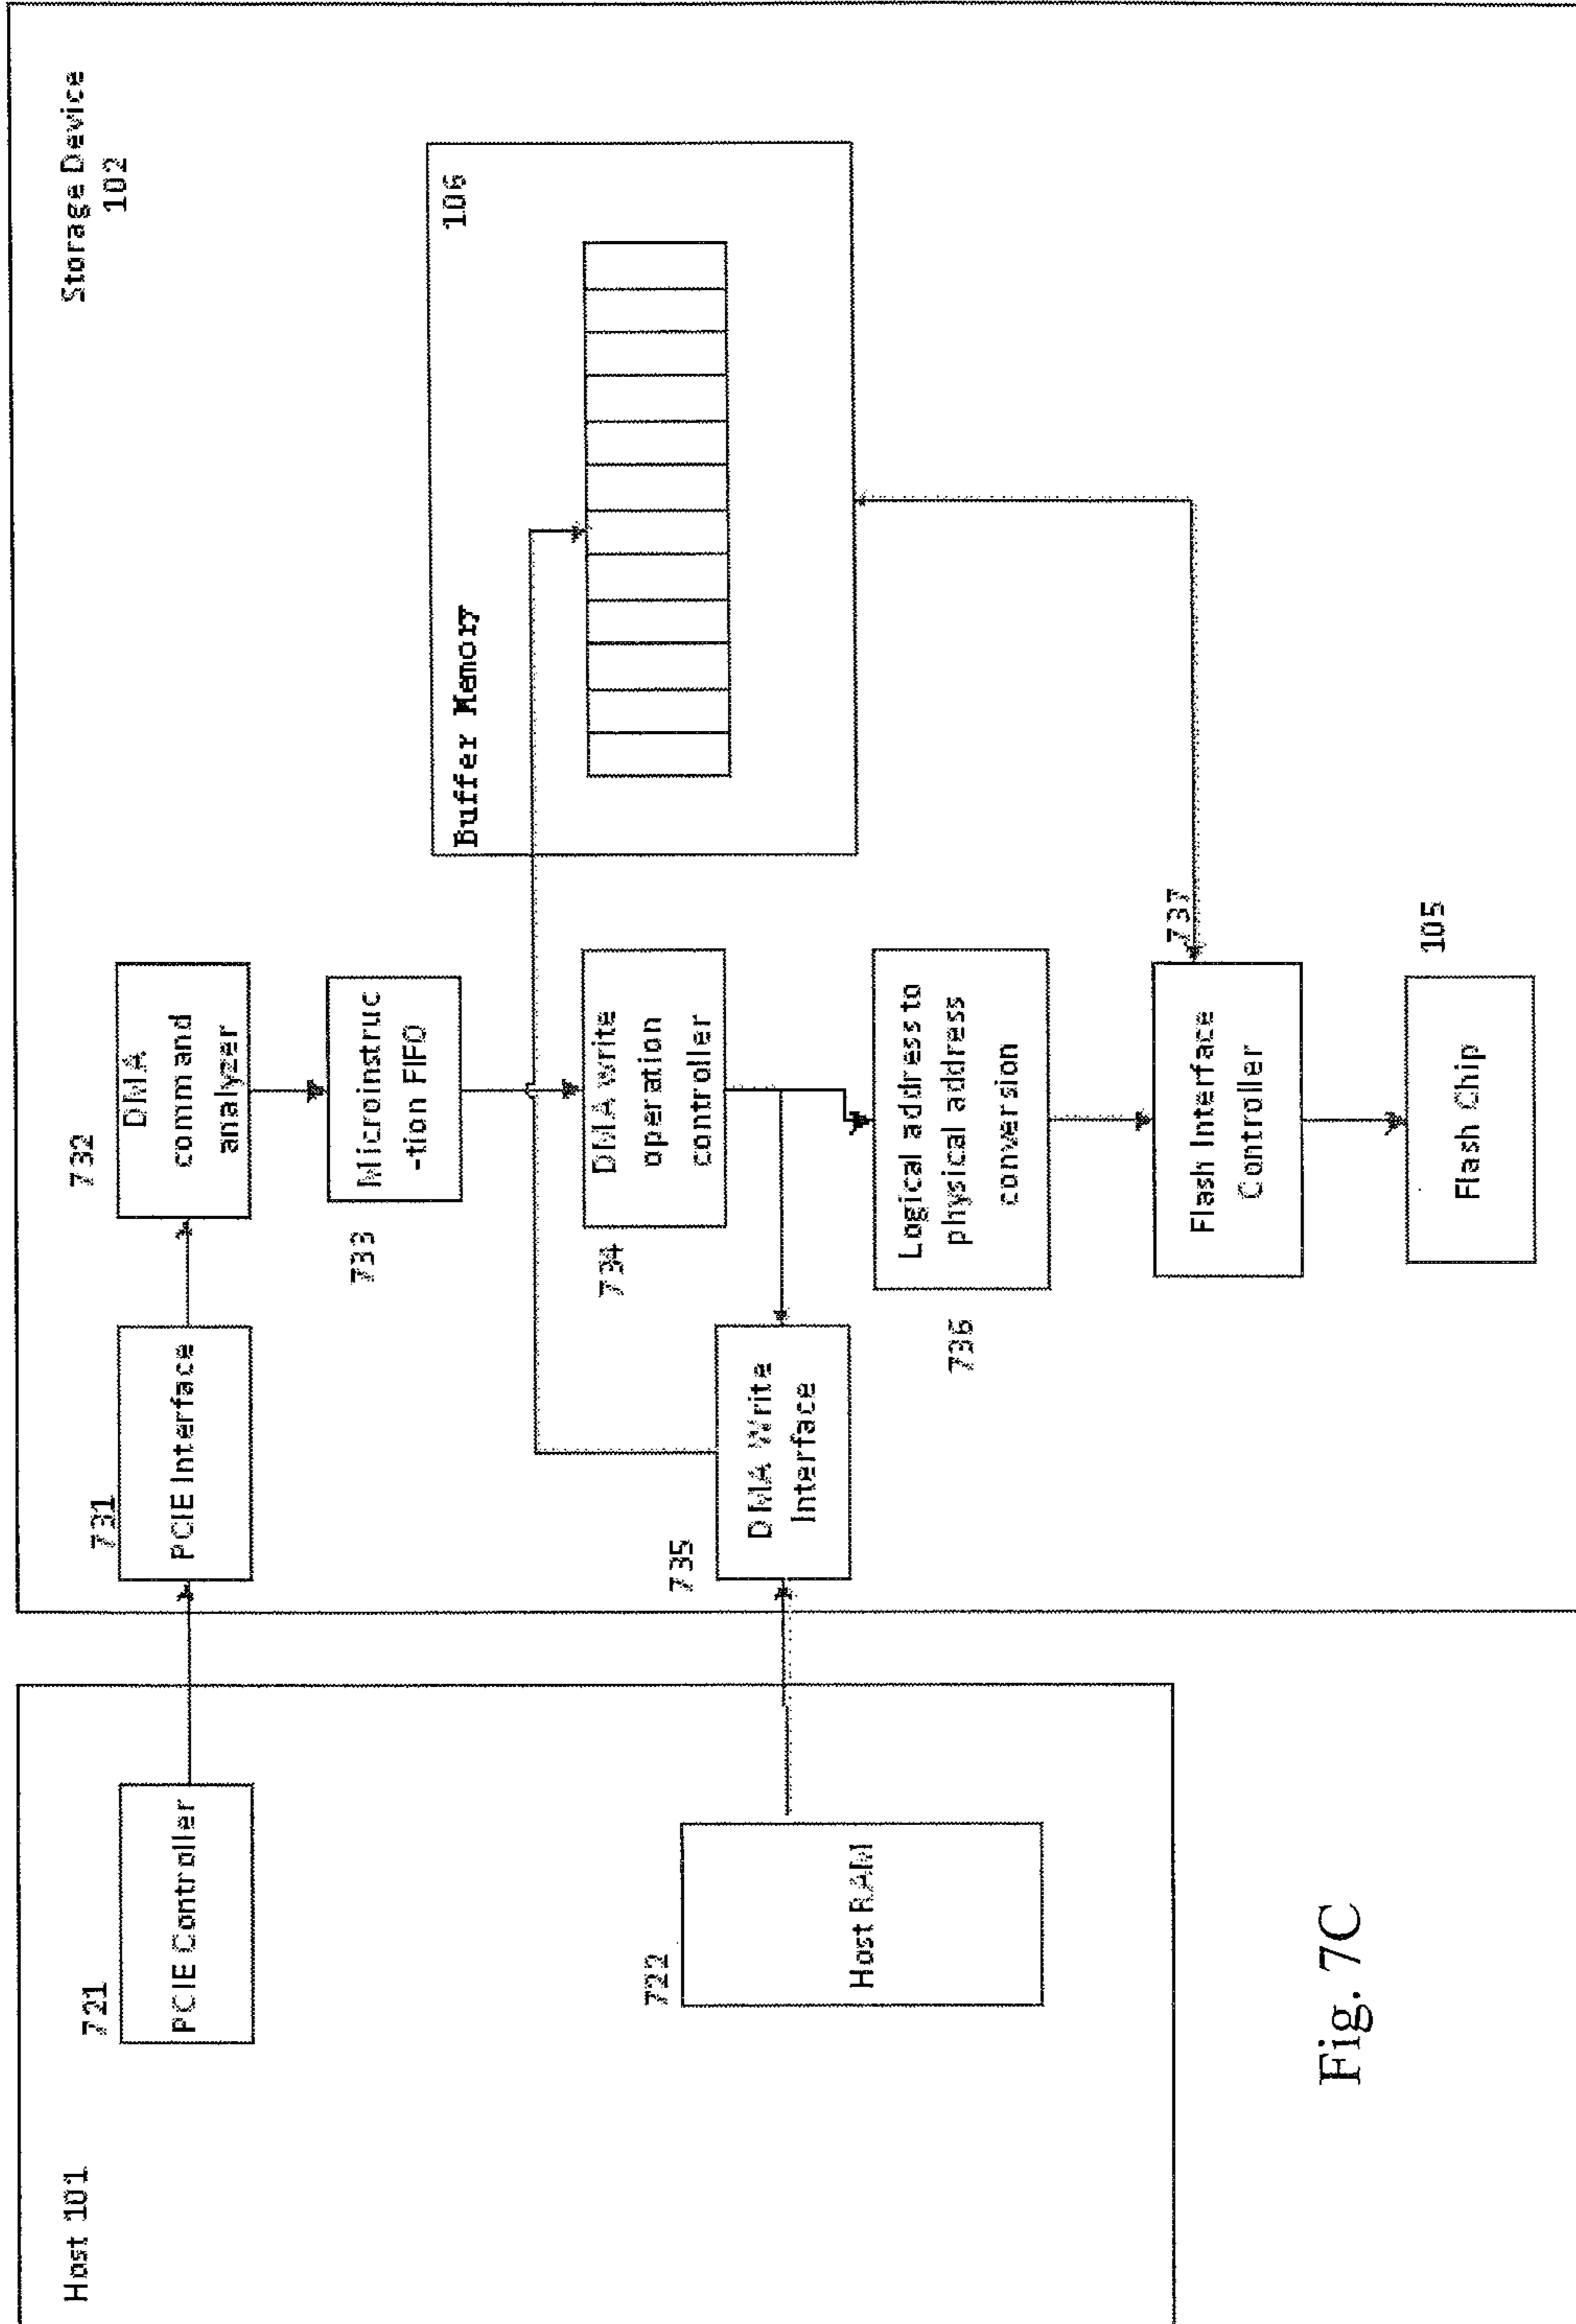 Host 101
721
PCIE Controller
722
Host RAM
Storage Device
102
731
PCIE Interface
732
DMA
command
analyzer
733
Microinstruc
-tion FIFO
734
DMA write
operation
controller
735
DMA Write
Interface
736
Logical address to
physical address
conversion
737
Flash Interface
Controller
105
Flash Chip
Buffer Memory
106
Fig. 7C